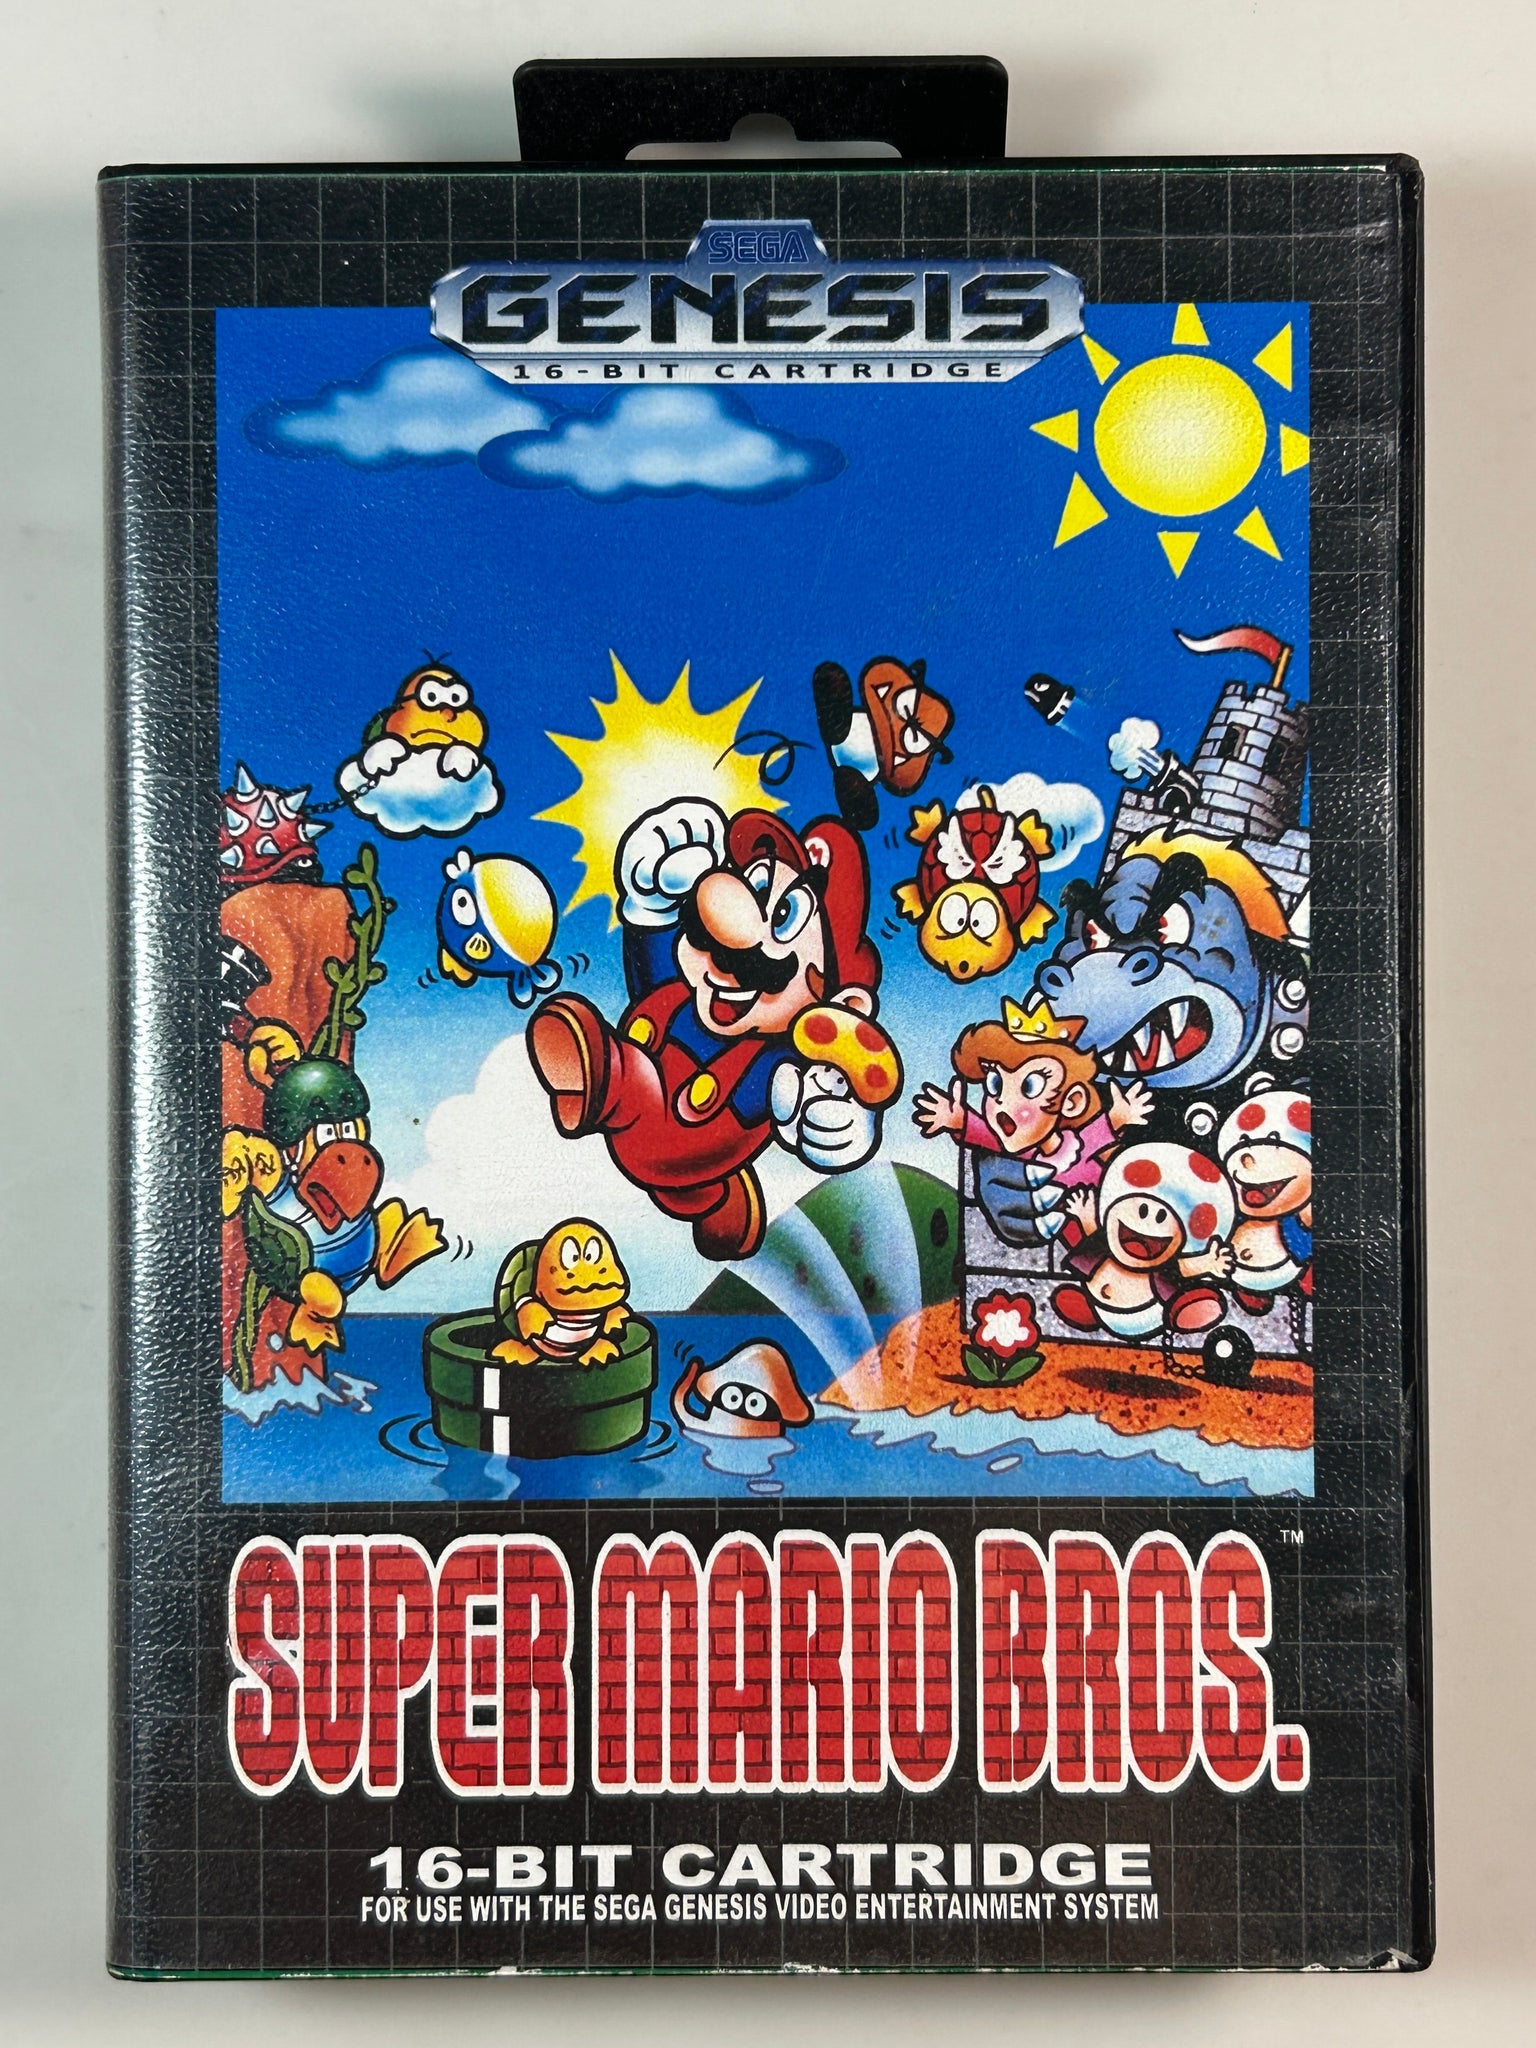 SEGA
GENESIS
16-BIT CARTRIDGE
M
SUPER MARIO BROS.™
16-BIT CARTRIDGE
FOR USE WITH THE SEGA GENESIS VIDEO ENTERTAINMENT SYSTEM